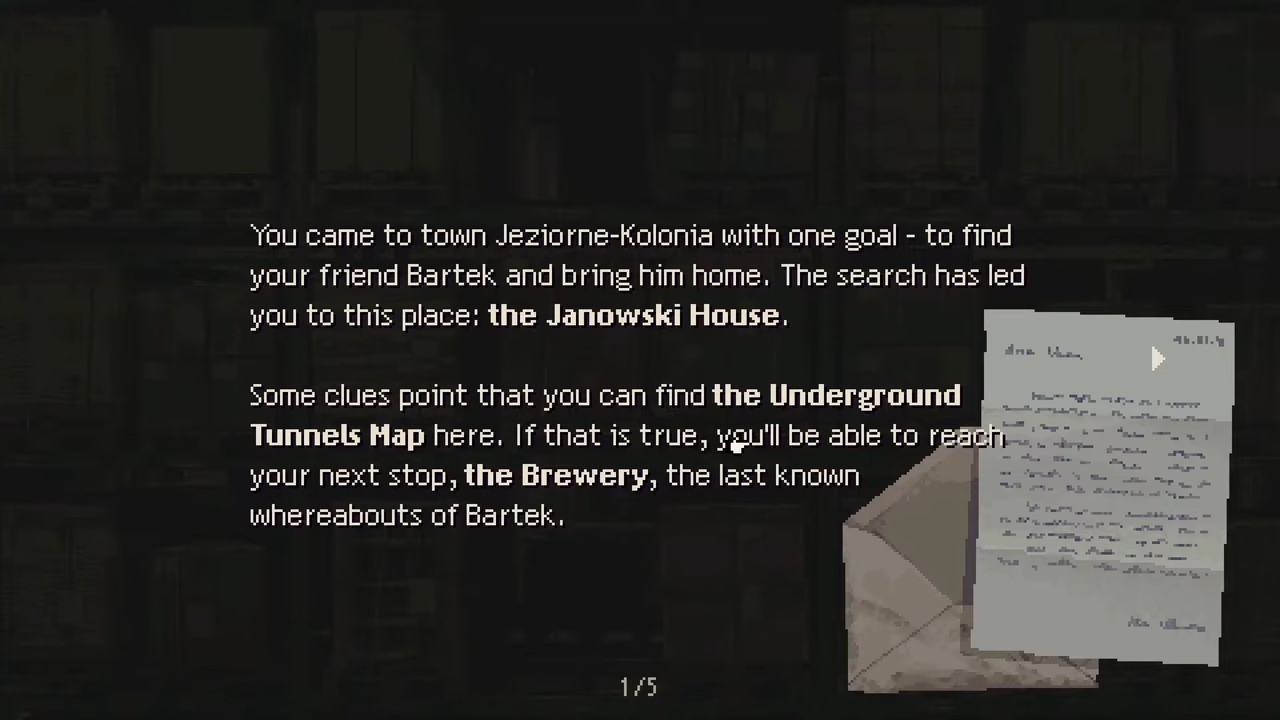 You came to town Jeziorne-Kolonia with one goal - to find
your friend Bartek and bring him home. The search has led
you to this place: the Janowski House.
Some clues point that you can find the Underground
Tunnels Map here. If that is true, you'll be able to reach
your next stop, the Brewery, the last known
whereabouts of Bartek.
1/5